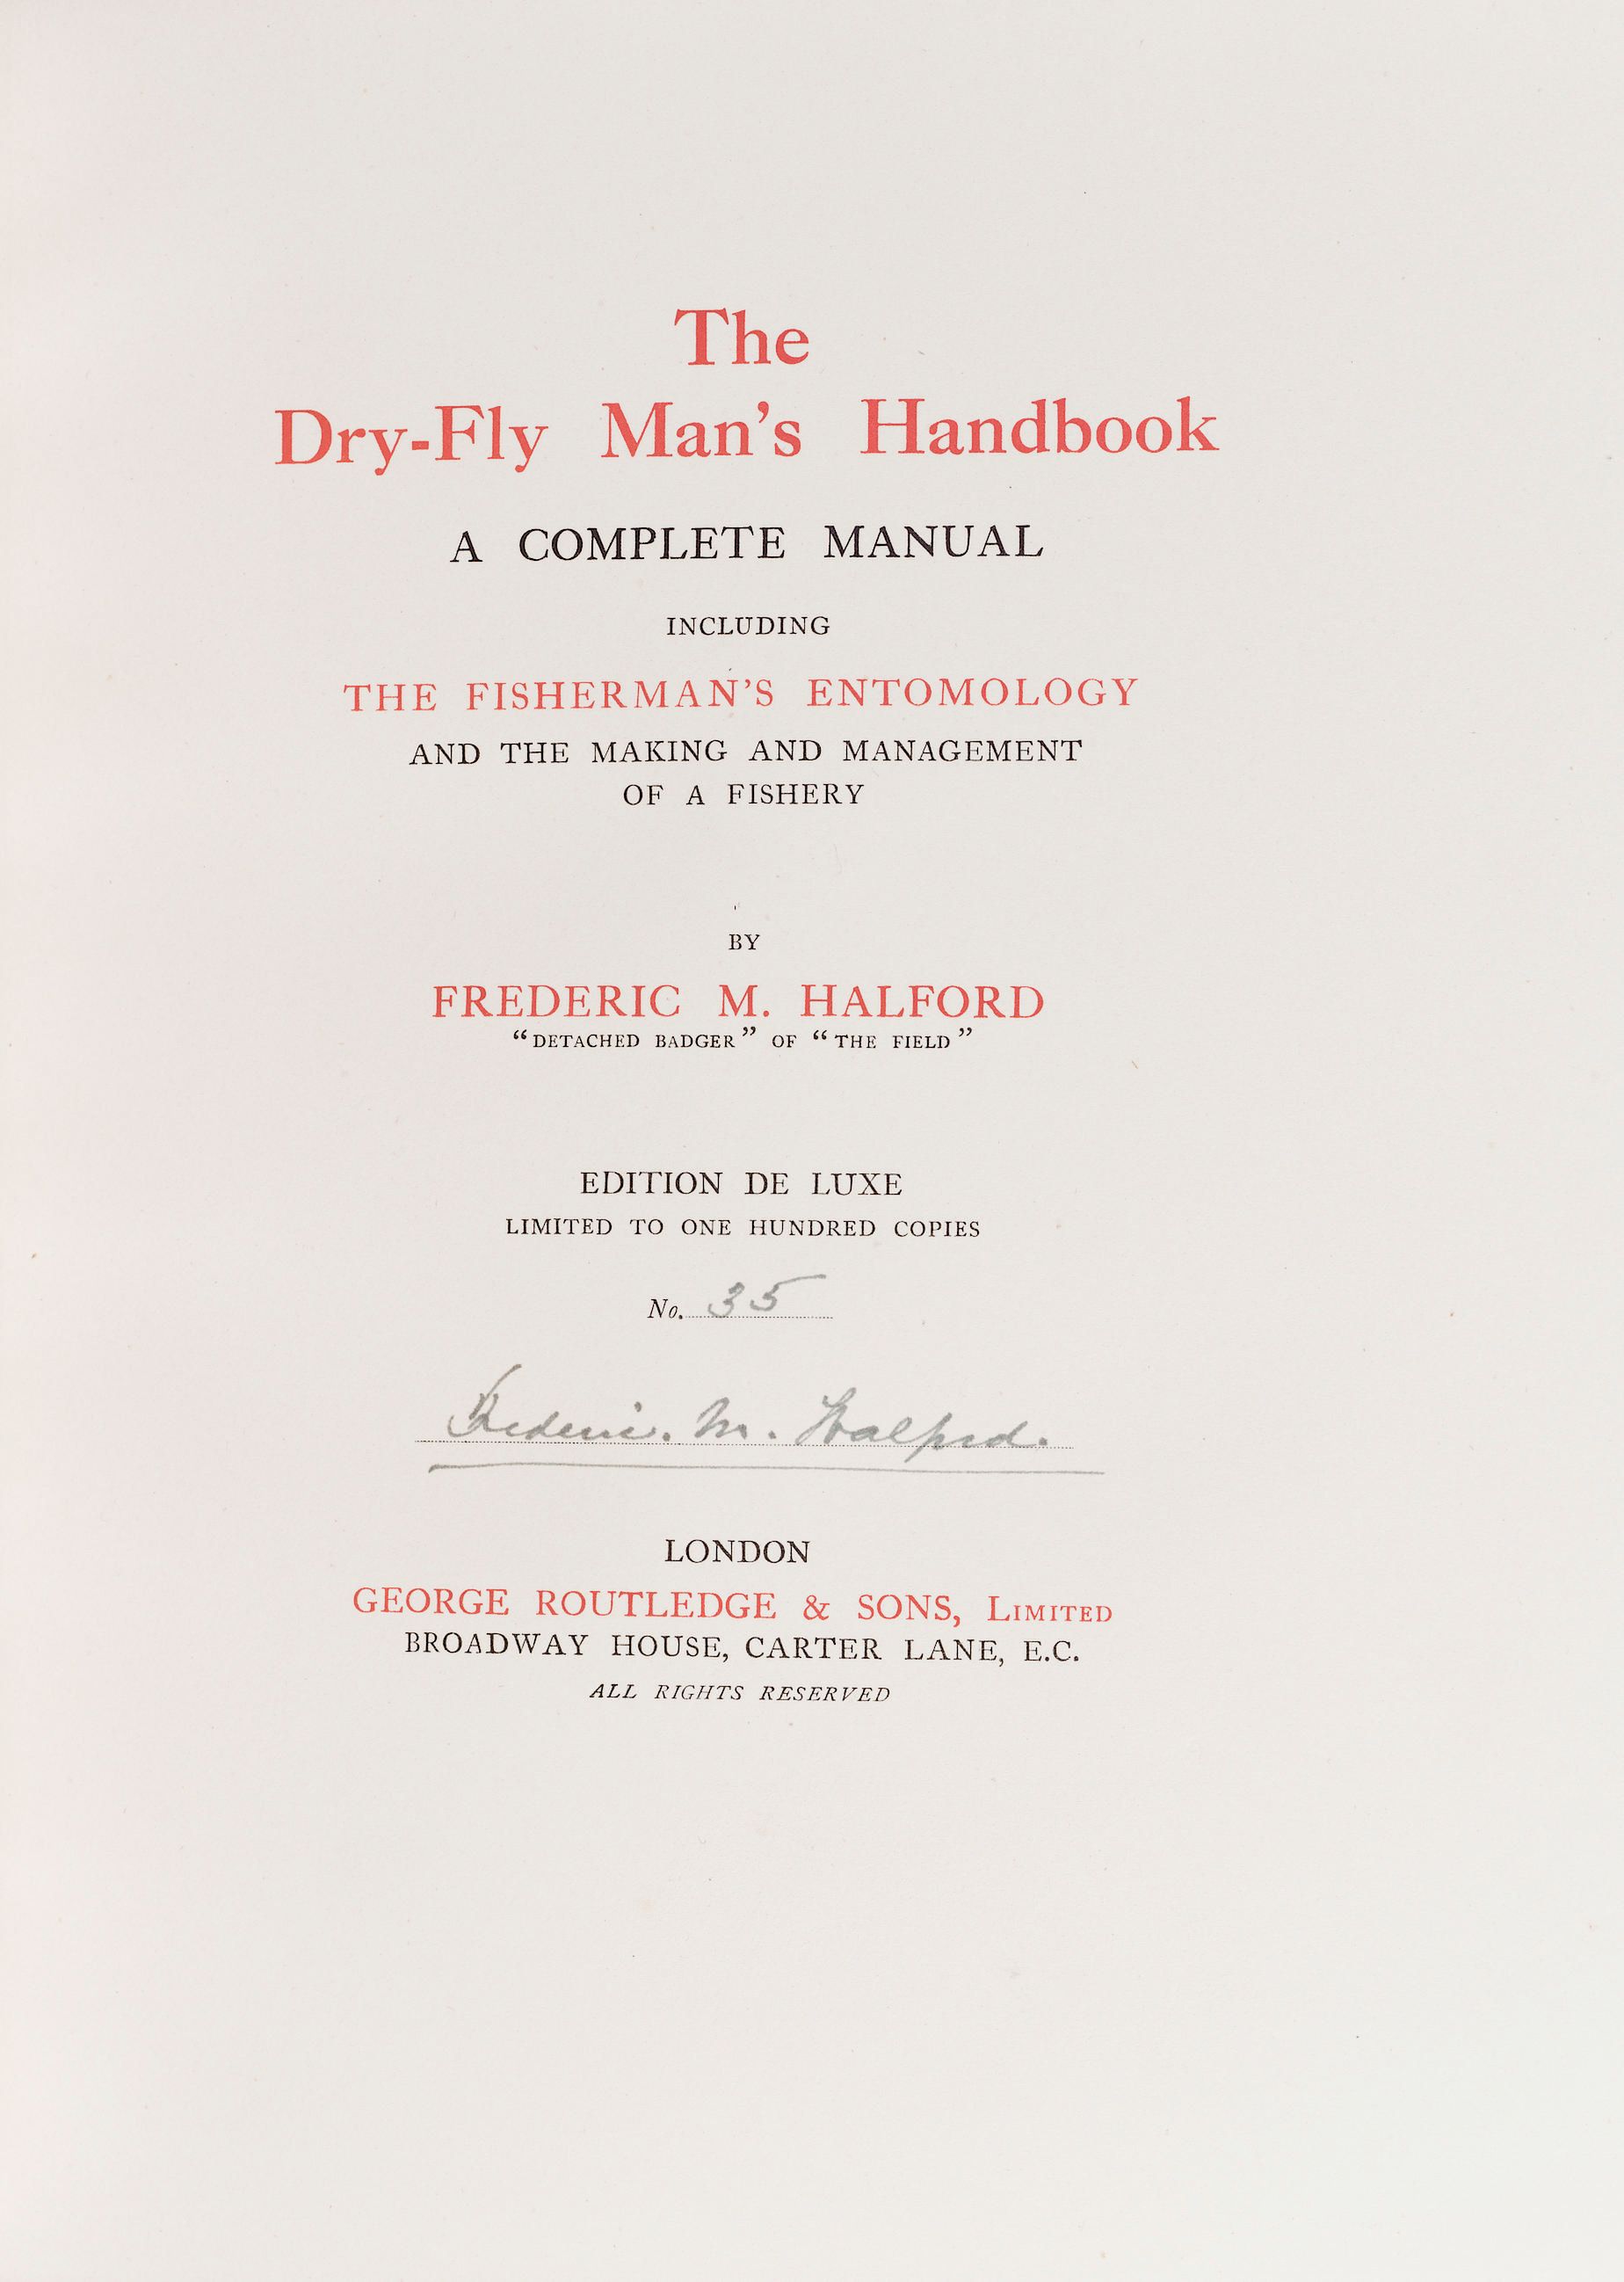 The
Dry-Fly Man's Handbook
A COMPLETE MANUAL
INCLUDING
THE FISHERMAN'S ENTOMOLOGY
AND THE MAKING AND MANAGEMENT
OF A FISHERY
BY
FREDERIC M. HALFORD
“DETACHED BADGER” OF “THE FIELD”
EDITION DE LUXE
LIMITED TO ONE HUNDRED COPIES
No. 35
Frederic. M. Halford.
LONDON
GEORGE ROUTLEDGE & SONS, LIMITED
BROADWAY HOUSE, CARTER LANE, E.C.
ALL RIGHTS RESERVED